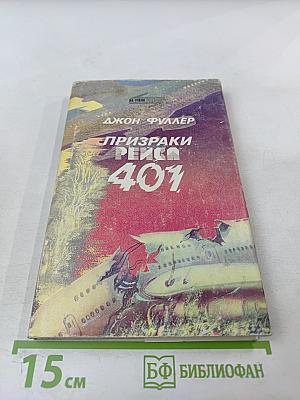 ДЖОН ФУЛЛЕР
ПРИЗРАКИ
РЕЙСА
401
15 см
БФ БИБЛИОФАН